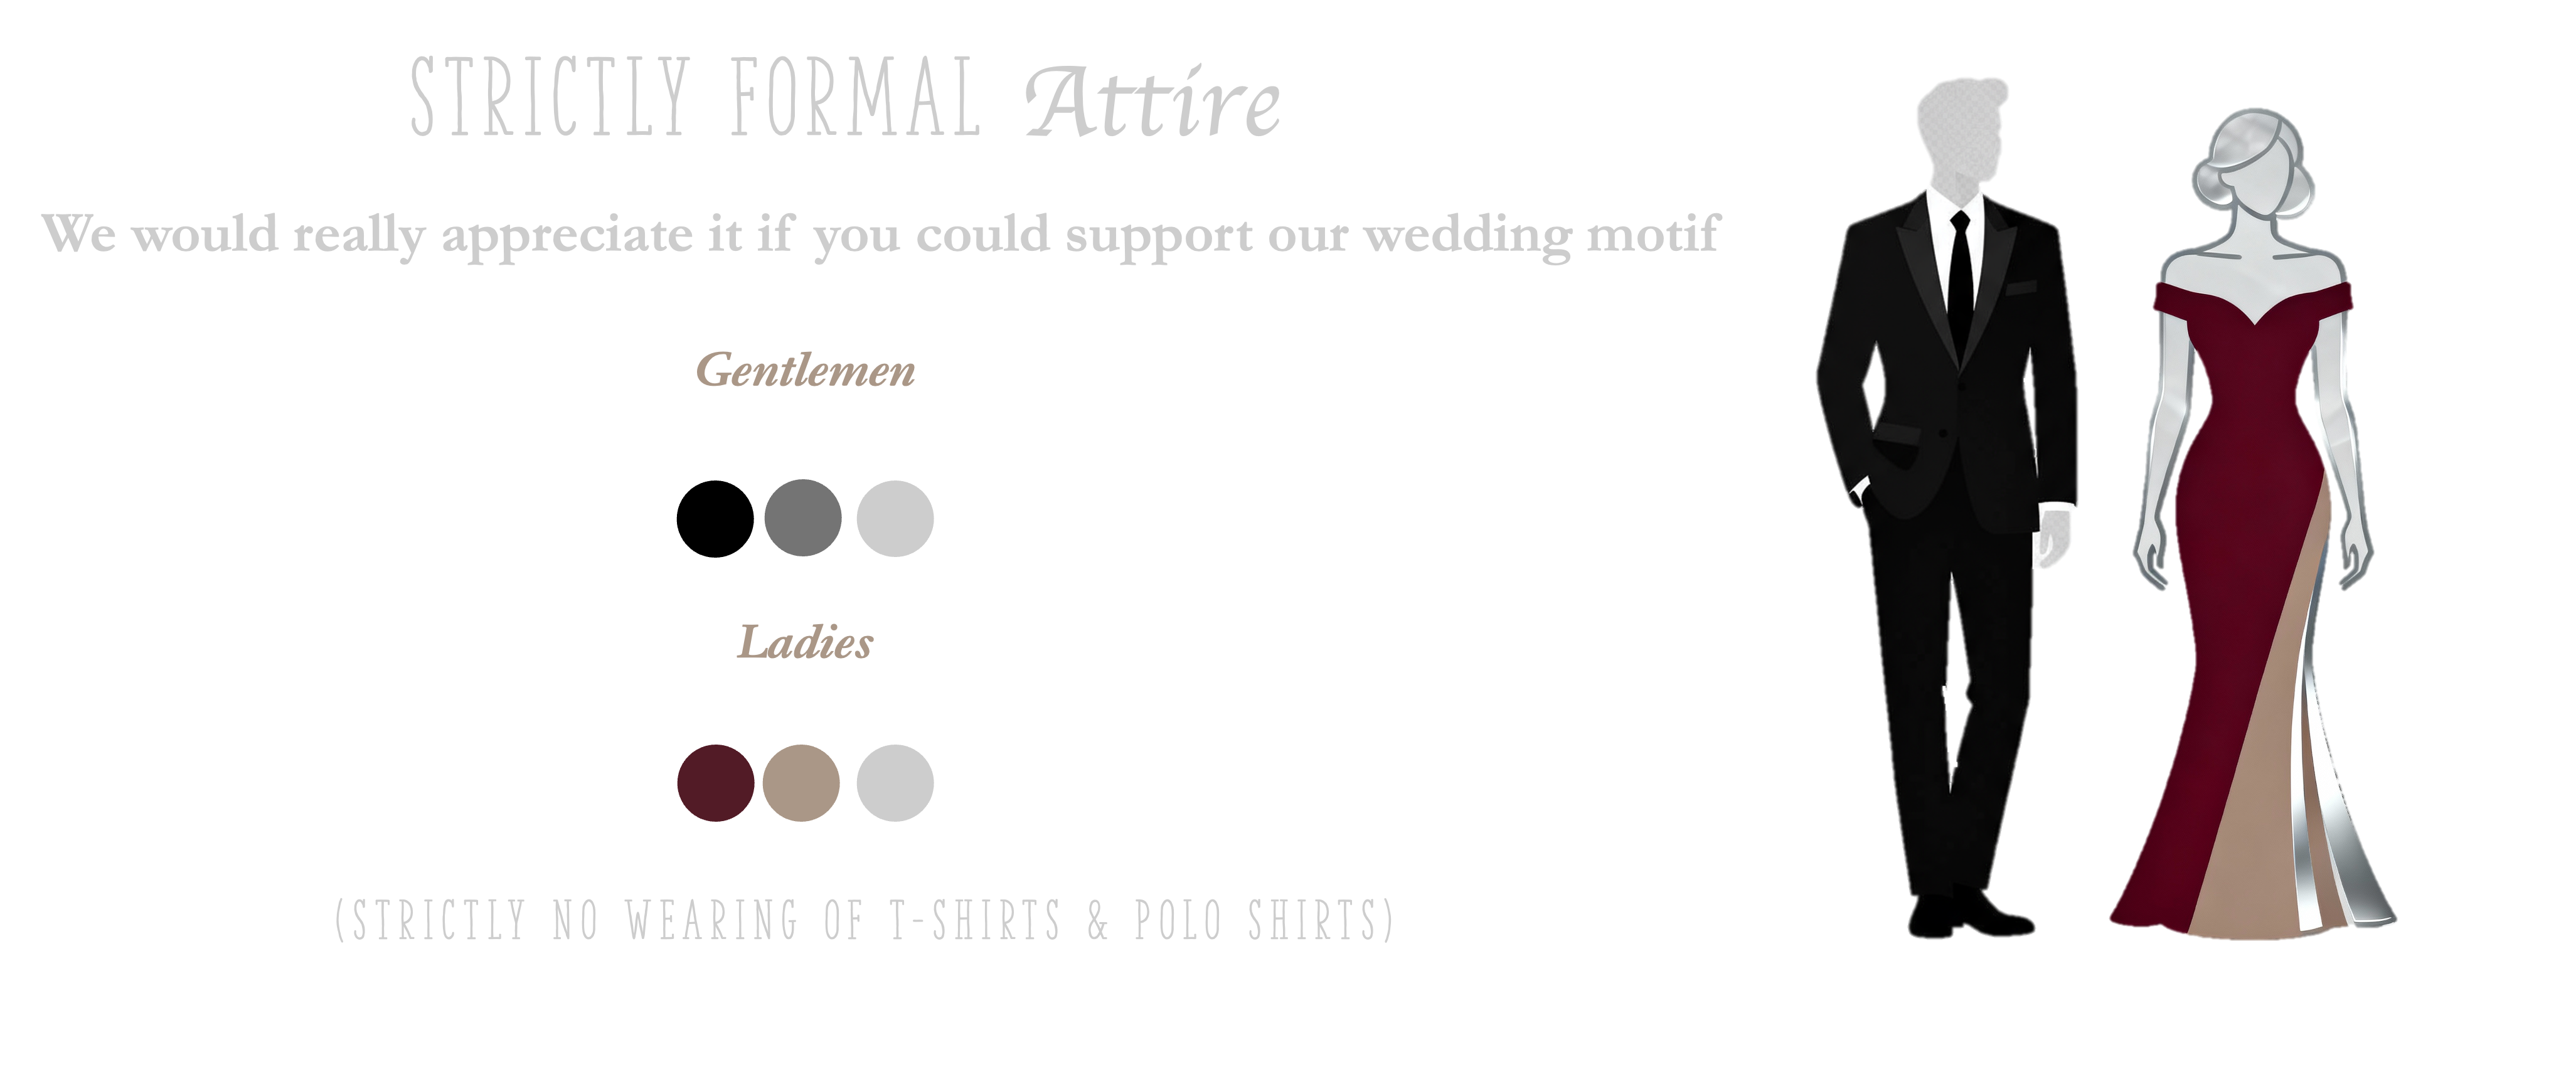 STRICTLY FORMAL Attire
We would really appreciate it if you could support our wedding motif
Gentlemen
Ladies
(STRICTLY NO WEARING OF T-SHIRTS & POLO SHIRTS)